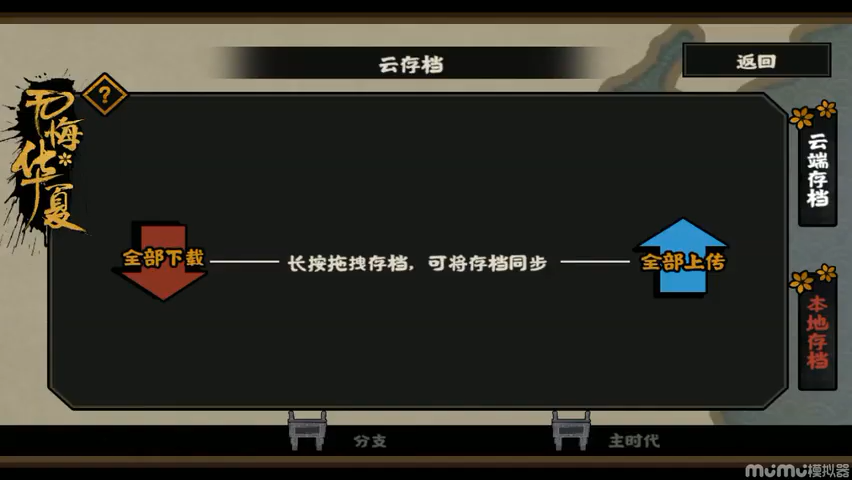 云存档
返回
?
无悔华夏
云端存档
全部下载
长按拖拽存档，可将存档同步
全部上传
本地存档
分支
主时代
MUMU模拟器